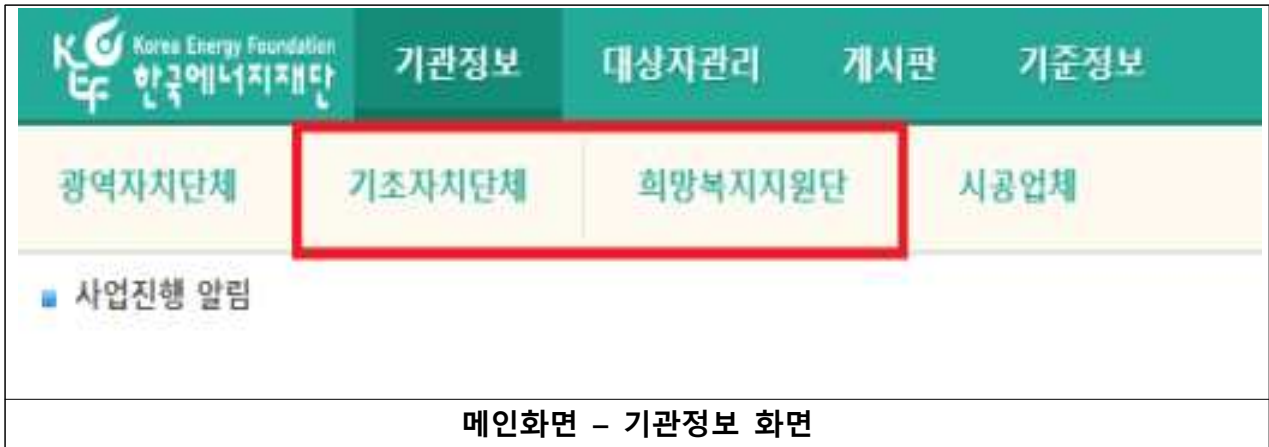 KEF Korea Energy Foundation
한국에너지재단
기관정보 대상자관리 게시판 기준정보
광역자치단체 기초자치단체 희망복지지원단 시공업체
사업진행 알림
메인화면 – 기관정보 화면